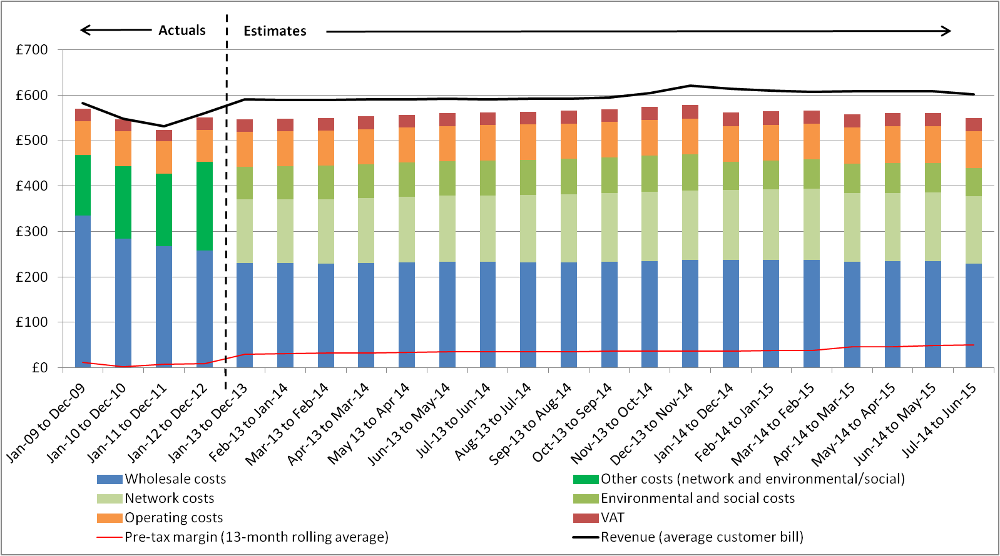 Actuals
Estimates
£700
£600
£500
£400
£300
£200
£100
£0
Jan-09 to Dec-09
Jan-10 to Dec-10
Jan-11 to Dec-11
Jan-12 to Dec-12
Jan-13 to Dec-13
Feb-13 to Jan-14
Mar-13 to Feb-14
Apr-13 to Mar-14
May 13 to Apr 14
Jun-13 to May-14
Jul-13 to Jun-14
Aug-13 to Jul-14
Sep-13 to Aug-14
Oct-13 to Sep-14
Nov-13 to Oct-14
Dec-13 to Nov-14
Jan-14 to Dec-14
Feb-14 to Jan-15
Mar-14 to Feb-15
Apr-14 to Mar-15
May-14 to Apr-15
Jun-14 to May-15
Jul-14 to Jun-15
Wholesale costs
Other costs (network and environmental/social)
Network costs
Environmental and social costs
Operating costs
VAT
Pre-tax margin (13-month rolling average)
Revenue (average customer bill)